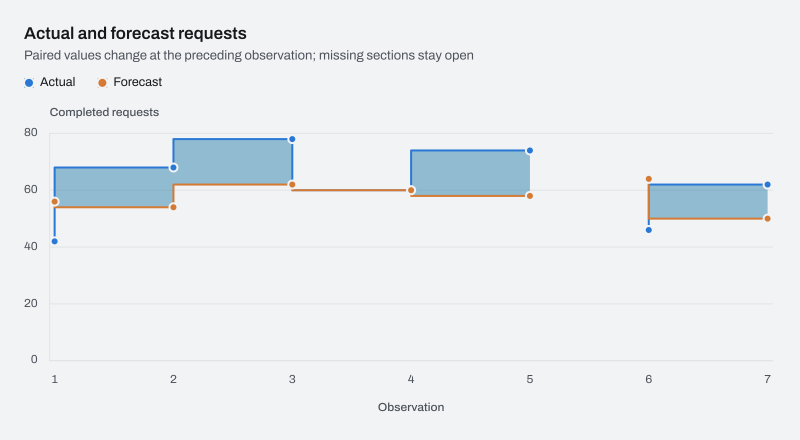 Actual and forecast requests
Paired values change at the preceding observation; missing sections stay open
Actual Forecast
Completed requests
80
60
40
20
0
1 2 3 4 5 6 7
Observation